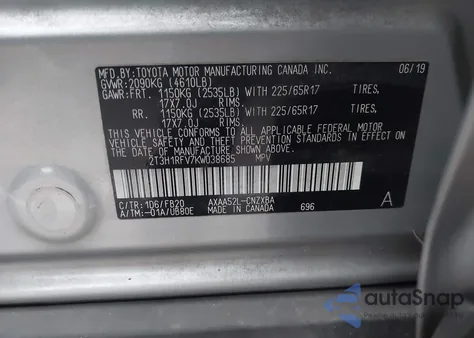 MFD.BY:TOYOTA MOTOR MANUFACTURING CANADA INC. 06/19
GVWR:2090KG (4610LB)
GAWR:FRT. 1150KG (2535LB) WITH 225/65R17 TIRES,
17X7.0J RIMS.
RR. 1150KG (2535LB) WITH 225/65R17 TIRES,
17X7.0J RIMS.
THIS VEHICLE CONFORMS TO ALL APPLICABLE FEDERAL MOTOR
VEHICLE SAFETY AND THEFT PREVENTION STANDARDS IN EFFECT
ON THE DATE OF MANUFACTURE SHOWN ABOVE.
2T3H1RFV7KW038685 MPV
C/TR:1D6/FB20 AXAA52L-CNZXBA
A/TM:-01A/UB80E MADE IN CANADA 696 A
autoSnap